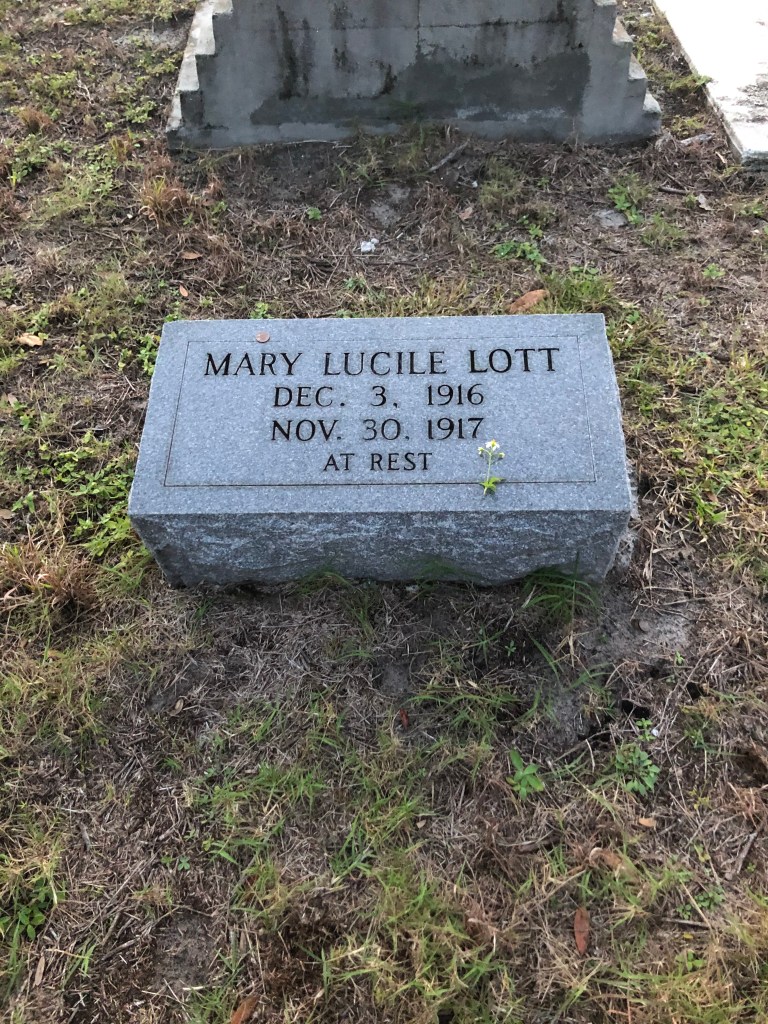 MARY LUCILE LOTT
DEC. 3, 1916
NOV. 30, 1917
AT REST